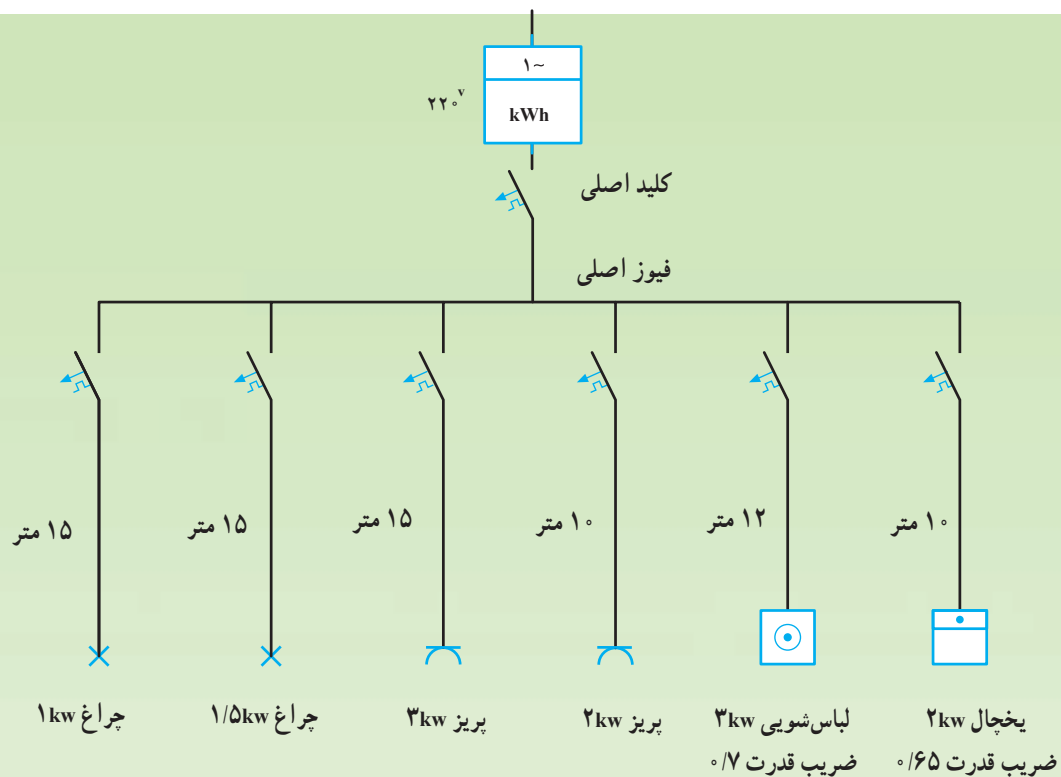 ۱~
۲۲۰v
kWh
کلید اصلی
فیوز اصلی
۱۰ متر
۱۲ متر
۱۰ متر
۱۵ متر
۱۵ متر
۱۵ متر
یخچال ۲kw
ضریب قدرت ۰/۶۵
لباس‌شویی ۳kw
ضریب قدرت ۰/۷
پریز ۲kw
پریز ۳kw
چراغ ۱/۵kw
چراغ ۱kw